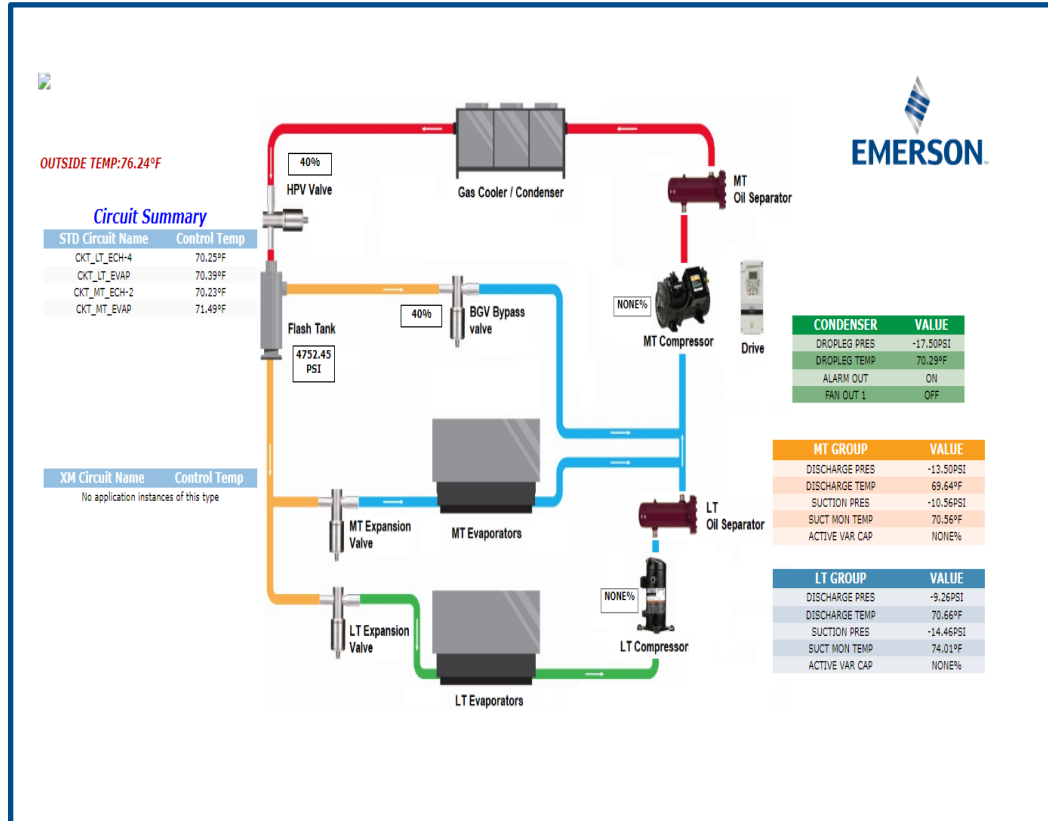 EMERSON
OUTSIDE TEMP:76.24°F
40%
HPV Valve
Gas Cooler / Condenser
MT
Oil Separator
Circuit Summary
STD Circuit Name Control Temp
CKT_LT_ECH-4 70.25°F
CKT_LT_EVAP 70.39°F
CKT_MT_ECH-2 70.23°F
CKT_MT_EVAP 71.49°F
Flash Tank
4752.45
PSI
40%
BGV Bypass
valve
NONE%
MT Compressor
Drive
CONDENSER VALUE
DROPLEG PRES -17.50PSI
DROPLEG TEMP 70.29°F
ALARM OUT ON
FAN OUT 1 OFF
XM Circuit Name Control Temp
No application instances of this type
MT Expansion
Valve
MT Evaporators
LT
Oil Separator
MT GROUP VALUE
DISCHARGE PRES -13.50PSI
DISCHARGE TEMP 69.64°F
SUCTION PRES -10.56PSI
SUCT MON TEMP 70.56°F
ACTIVE VAR CAP NONE%
LT Expansion
Valve
LT Evaporators
NONE%
LT Compressor
LT GROUP VALUE
DISCHARGE PRES -9.26PSI
DISCHARGE TEMP 70.66°F
SUCTION PRES -14.46PSI
SUCT MON TEMP 74.01°F
ACTIVE VAR CAP NONE%